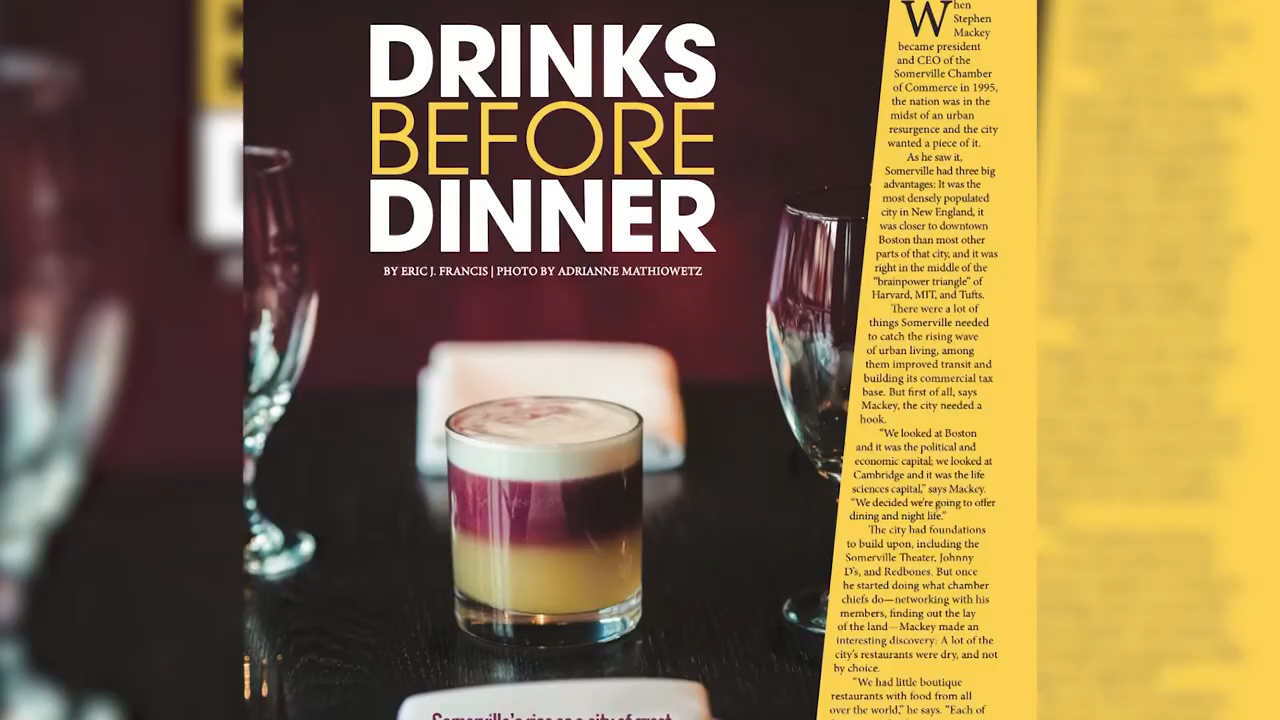 DRINKS
BEFORE
DINNER
BY ERIC J. FRANCIS | PHOTO BY ADRIANNE MATHIOWETZ
When
Stephen
Mackey
became president
and CEO of the
Somerville Chamber
of Commerce in 1995,
the nation was in the
midst of an urban
resurgence and the city
wanted a piece of it.
As he saw it,
Somerville had three big
advantages: It was the
most densely populated
city in New England, it
was closer to downtown
Boston than most other
parts of that city, and it was
right in the middle of the
“brainpower triangle” of
Harvard, MIT, and Tufts.
There were a lot of
things Somerville needed
to catch the rising wave
of urban living, among
them improved transit and
building its commercial tax
base. But first of all, says
Mackey, the city needed a
hook.
“We looked at Boston
and it was the political and
economic capital; we looked at
Cambridge and it was the life
sciences capital,” says Mackey.
“We decided we're going to offer
dining and night life.”
The city had foundations
to build upon, including the
Somerville Theater, Johnny
D's, and Redbones. But once
he started doing what chamber
chiefs do—networking with his
members, finding out the lay
of the land—Mackey made an
interesting discovery: A lot of the
city's restaurants were dry, and not
by choice.
“We had little boutique
restaurants with food from all
over the world,” he says. “Each of
Somerville's rise as a city of great